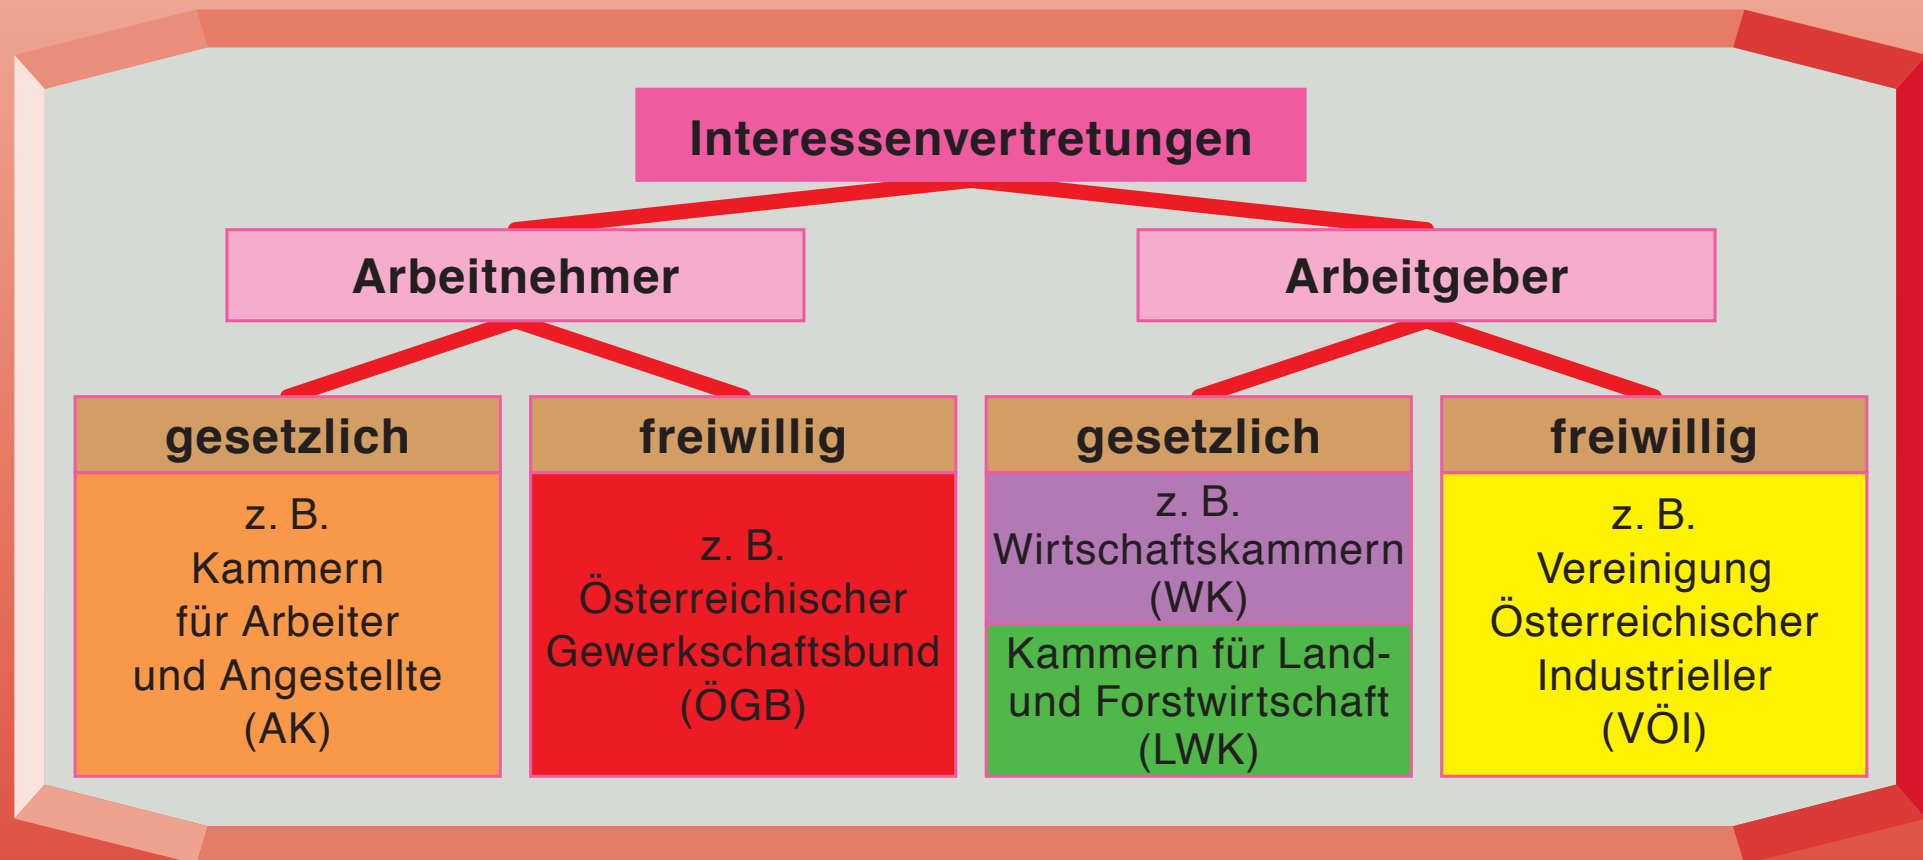 Interessenvertretungen
Arbeitnehmer
Arbeitgeber
gesetzlich
z. B.
Kammern
für Arbeiter
und Angestellte
(AK)
freiwillig
z. B.
Österreichischer
Gewerkschaftsbund
(ÖGB)
gesetzlich
z. B.
Wirtschaftskammern
(WK)
Kammern für Land-
und Forstwirtschaft
(LWK)
freiwillig
z. B.
Vereinigung
Österreichischer
Industrieller
(VÖI)